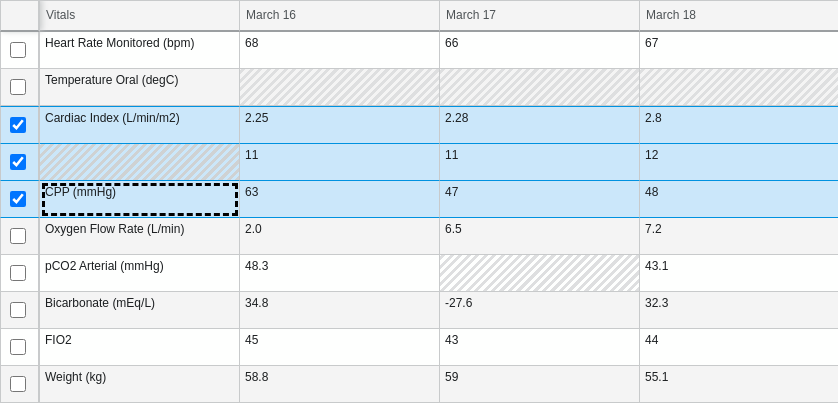 Vitals March 16 March 17 March 18
Heart Rate Monitored (bpm) 68 66 67
Temperature Oral (degC)
Cardiac Index (L/min/m2) 2.25 2.28 2.8
11 11 12
CPP (mmHg) 63 47 48
Oxygen Flow Rate (L/min) 2.0 6.5 7.2
pCO2 Arterial (mmHg) 48.3 43.1
Bicarbonate (mEq/L) 34.8 -27.6 32.3
FIO2 45 43 44
Weight (kg) 58.8 59 55.1